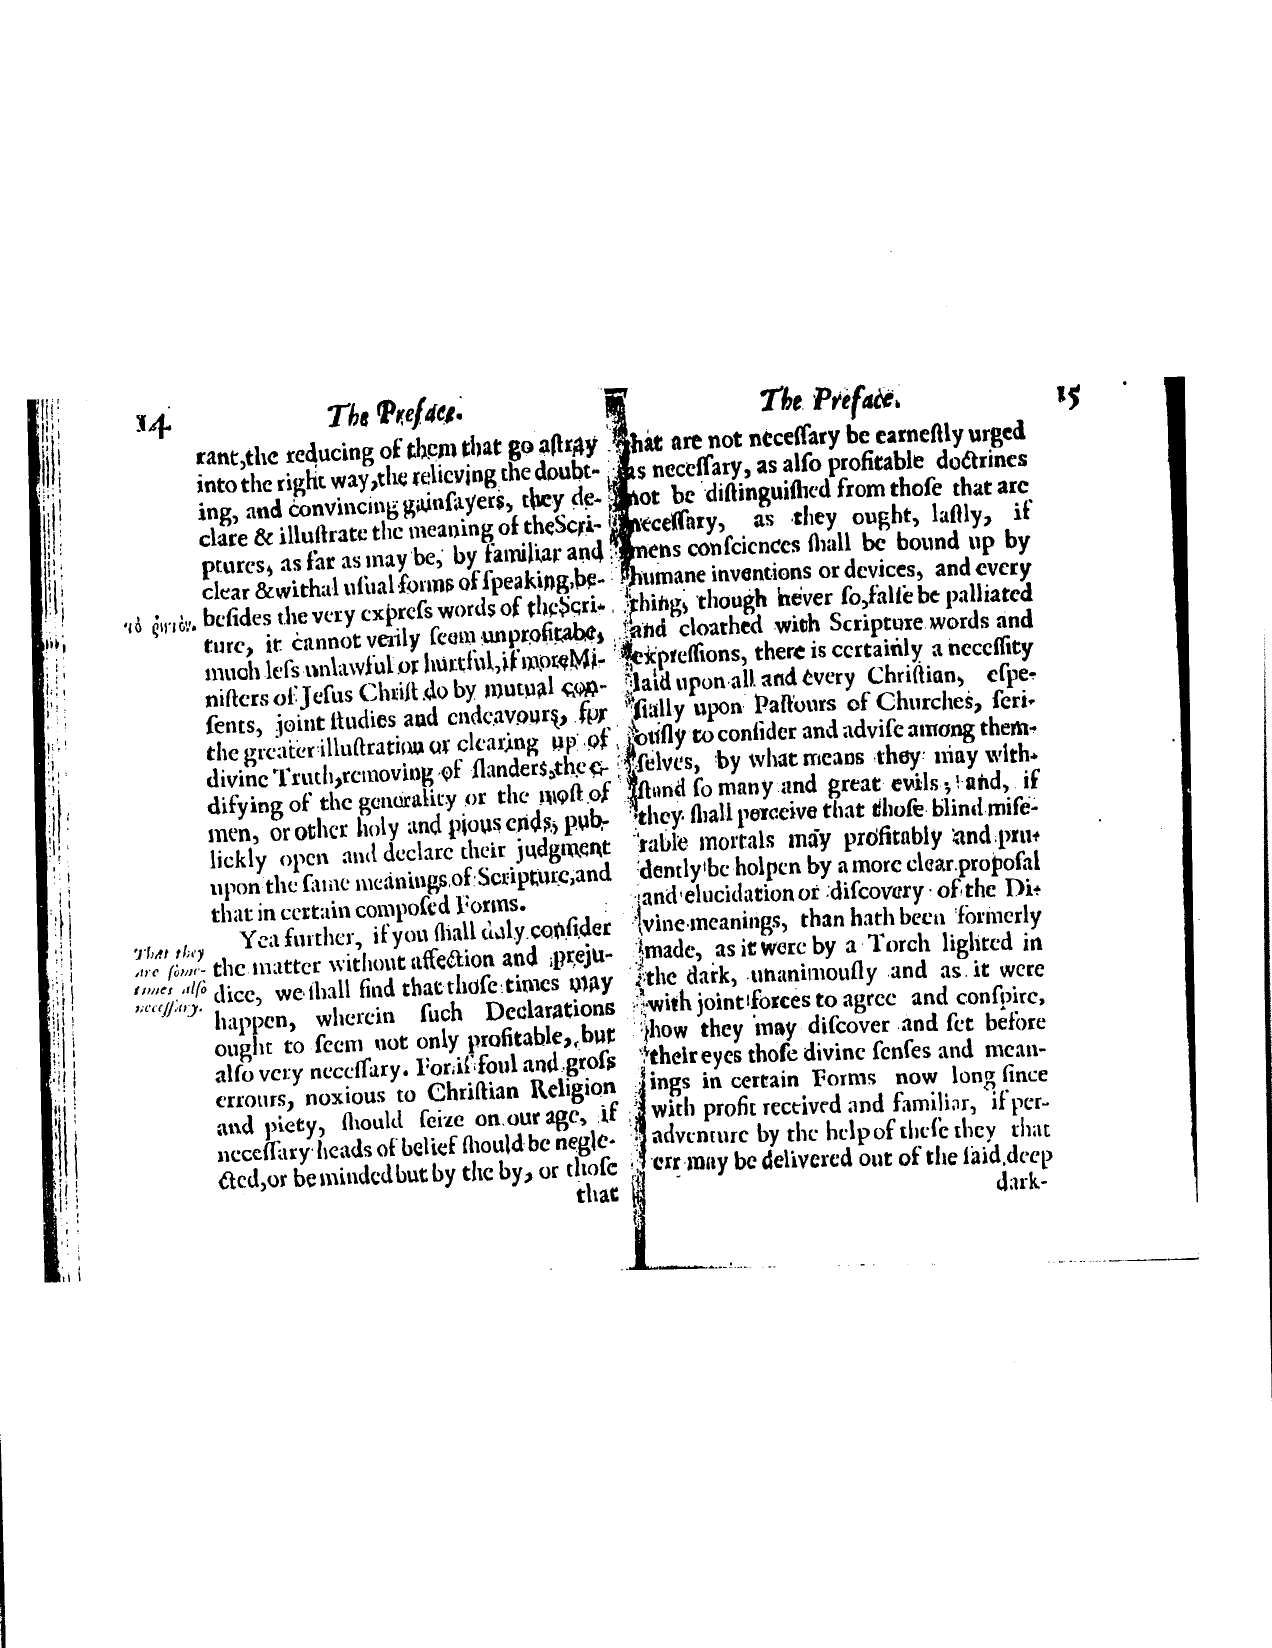 14 The Preface.
rant,the reducing of them that go aſtray
into the right way,the relieving the doubt-
ing, and convincing gainſayers, they de-
clare & illuſtrate the meaning of theScri-
ptures, as far as may be, by familiar and
clear &withal uſual forms of ſpeaking,be-
beſides the very expreſs words of theScri-
ture, it cannot verily ſeem unprofitabe,
much leſs unlawful or hurtful,if moreMi-
niſters of Jeſus Chriſt do by mutual con-
ſents, joint ſtudies and endeavours, for
the greater illuſtration or clearing up of
divine Truth,removing of ſlanders,the e-
difying of the generality or the moſt of
men, or other holy and pious ends, pub-
lickly open and declare their judgment
upon the ſame meanings of Scripture,and
that in certain compoſed Forms.
Yea further, if you ſhall duly conſider
the matter without affection and preju-
dice, we ſhall find that thoſe times may
happen, wherein ſuch Declarations
ought to ſeem not only profitable, but
alſo very neceſſary. For if foul and groſs
errours, noxious to Chriſtian Religion
and piety, ſhould ſeize on our age, if
neceſſary heads of belief ſhould be negle-
cted,or be minded but by the by, or thoſe
that
That they
are ſome-
times alſo
neceſſary.
The Preface. 15
that are not neceſſary be earneſtly urged
as neceſſary, as alſo profitable doctrines
not be diſtinguiſhed from thoſe that are
neceſſary, as they ought, laſtly, if
mens conſciences ſhall be bound up by
humane inventions or devices, and every
thing, though never ſo,falſe be palliated
and cloathed with Scripture words and
expreſſions, there is certainly a neceſſity
laid upon all and every Chriſtian, eſpe-
ſially upon Paſtours of Churches, ſeri-
ouſly to conſider and adviſe among them-
ſelves, by what means they may with-
ſtand ſo many and great evils; and, if
they ſhall perceive that thoſe blind miſe-
rable mortals may profitably and pru-
dently be holpen by a more clear propoſal
and elucidation or diſcovery of the Di-
vine meanings, than hath been formerly
made, as it were by a Torch lighted in
the dark, unanimouſly and as it were
with joint forces to agree and conſpire,
how they may diſcover and ſet before
their eyes thoſe divine ſenſes and mean-
ings in certain Forms now long ſince
with profit received and familiar, if per-
adventure by the help of theſe they that
err may be delivered out of the ſaid deep
dark-